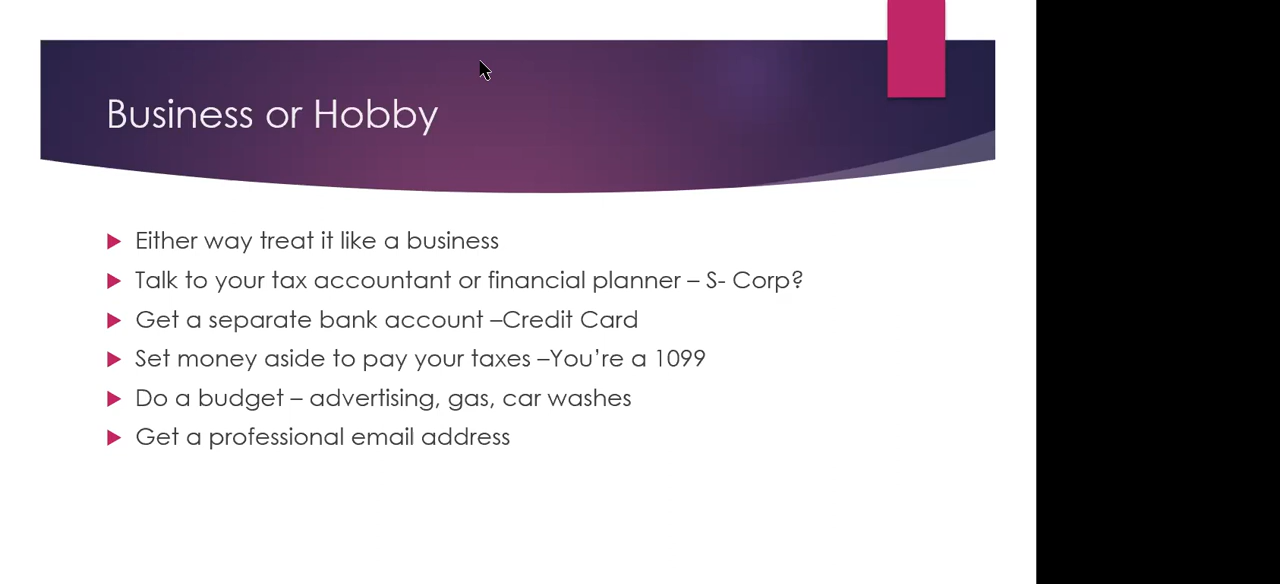 Business or Hobby
Either way treat it like a business
Talk to your tax accountant or financial planner – S- Corp?
Get a separate bank account –Credit Card
Set money aside to pay your taxes –You’re a 1099
Do a budget – advertising, gas, car washes
Get a professional email address